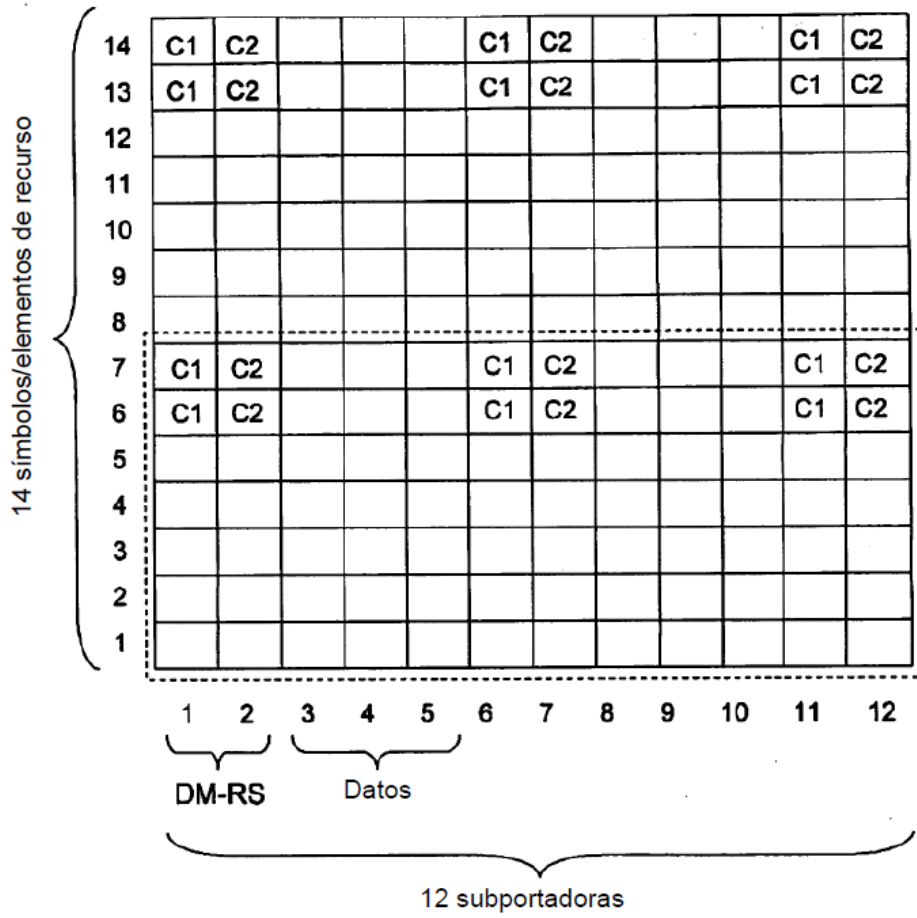 14 símbolos/elementos de recurso
14 C1 C2 C1 C2 C1 C2
13 C1 C2 C1 C2 C1 C2
12
11
10
9
8
7 C1 C2 C1 C2 C1 C2
6 C1 C2 C1 C2 C1 C2
5
4
3
2
1
1 2 3 4 5 6 7 8 9 10 11 12
DM-RS Datos
12 subportadoras